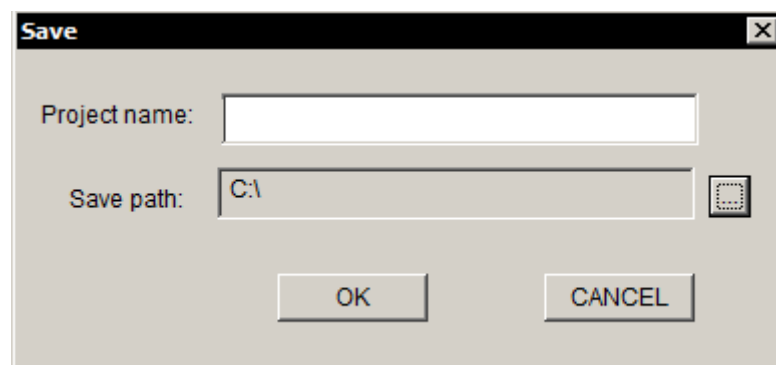 Save
Project name:
Save path: C:\
...
OK CANCEL